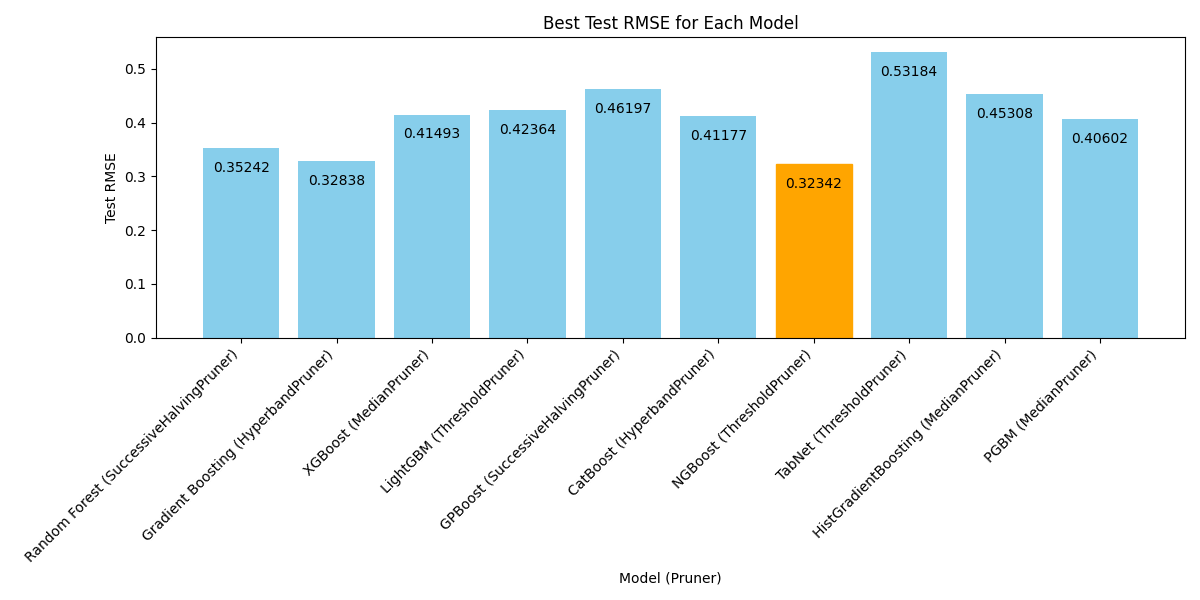 Best Test RMSE for Each Model
Test RMSE
0.5
0.4
0.3
0.2
0.1
0.0
0.35242
0.32838
0.41493
0.42364
0.46197
0.41177
0.32342
0.53184
0.45308
0.40602
Random Forest (SuccessiveHalvingPruner)
Gradient Boosting (HyperbandPruner)
XGBoost (MedianPruner)
LightGBM (ThresholdPruner)
GPBoost (SuccessiveHalvingPruner)
CatBoost (HyperbandPruner)
NGBoost (ThresholdPruner)
TabNet (ThresholdPruner)
HistGradientBoosting (MedianPruner)
PGBM (MedianPruner)
Model (Pruner)